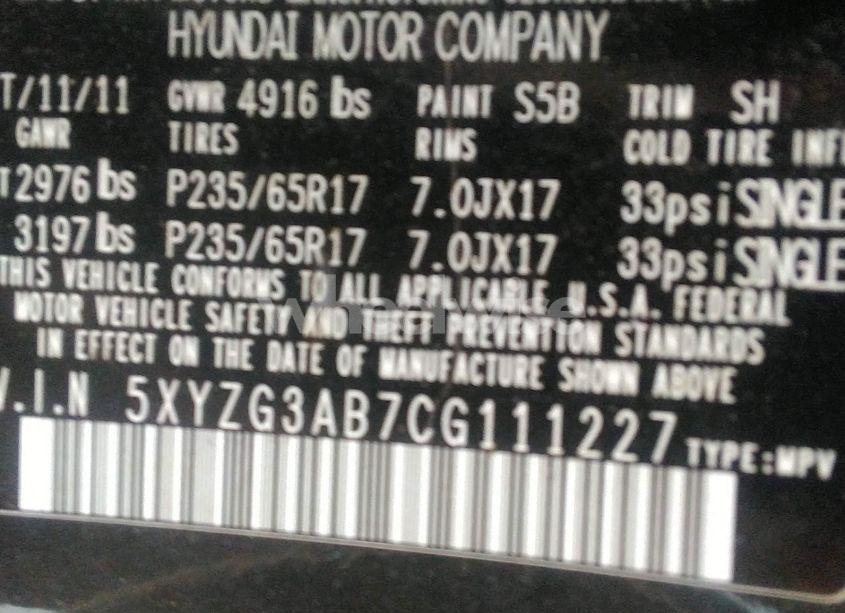 HYUNDAI MOTOR COMPANY
T/11/11 GVWR 4916 lbs PAINT S5B TRIM SH
GAWR TIRES RIMS COLD TIRE INFL
T 2976 lbs P235/65R17 7.0JX17 33psi SINGLE
3197 lbs P235/65R17 7.0JX17 33psi SINGLE
THIS VEHICLE CONFORMS TO ALL APPLICABLE U.S.A. FEDERAL
MOTOR VEHICLE SAFETY AND THEFT PREVENTION STANDARDS
IN EFFECT ON THE DATE OF MANUFACTURE SHOWN ABOVE
V.I.N 5XYZG3AB7CG111227 TYPE:MPV